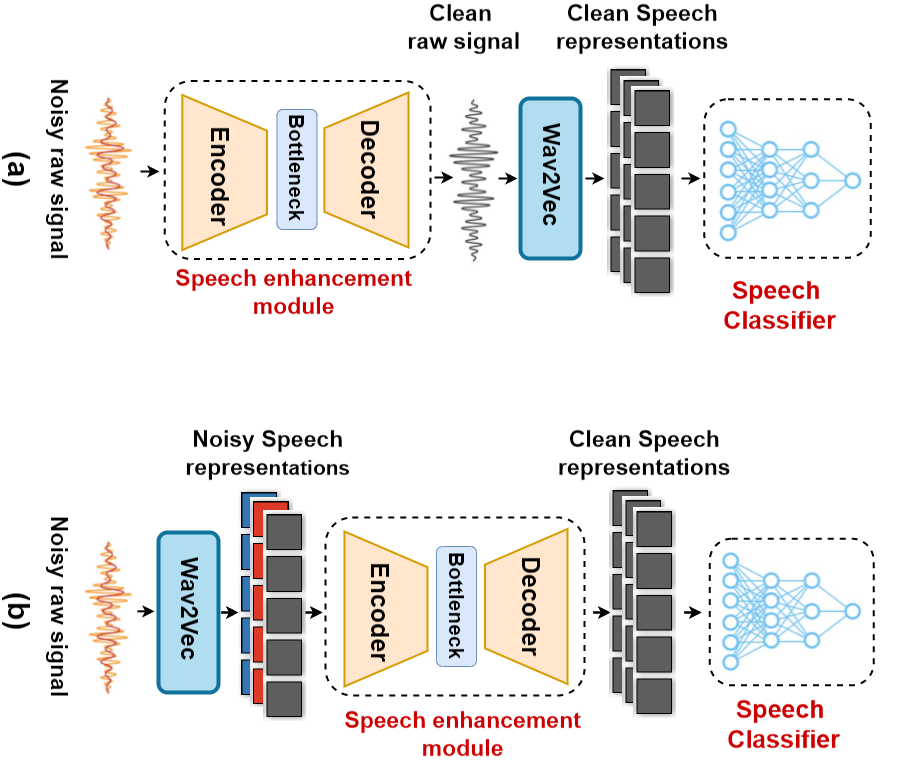 Clean
raw signal
Clean Speech
representations
(a)
Noisy raw signal
Encoder
Bottleneck
Decoder
Wav2Vec
Speech enhancement
module
Speech
Classifier
Noisy Speech
representations
Clean Speech
representations
(b)
Noisy raw signal
Wav2Vec
Encoder
Bottleneck
Decoder
Speech enhancement
module
Speech
Classifier